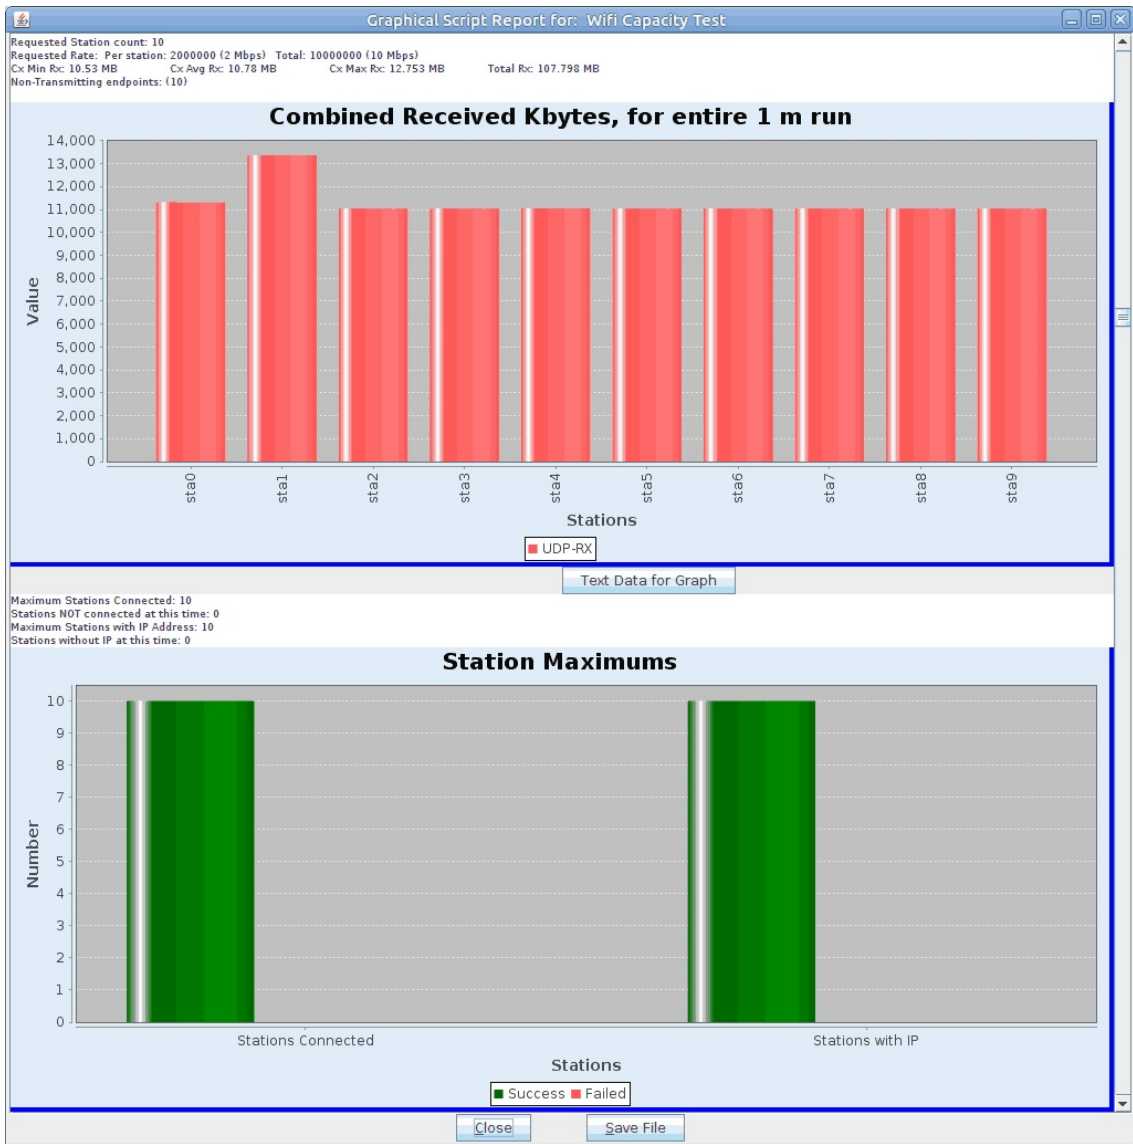 Graphical Script Report for: Wifi Capacity Test
Requested Station count: 10
Requested Rate: Per station: 2000000 (2 Mbps) Total: 10000000 (10 Mbps)
Cx Min Rx: 10.53 MB Cx Avg Rx: 10.78 MB Cx Max Rx: 12.753 MB Total Rx: 107.798 MB
Non-Transmitting endpoints: (10)
Combined Received Kbytes, for entire 1 m run
14,000
13,000
12,000
11,000
10,000
9,000
8,000
7,000
6,000
5,000
4,000
3,000
2,000
1,000
0
Value
sta0 sta1 sta2 sta3 sta4 sta5 sta6 sta7 sta8 sta9
Stations
UDP-RX
Text Data for Graph
Maximum Stations Connected: 10
Stations NOT connected at this time: 0
Maximum Stations with IP Address: 10
Stations without IP at this time: 0
Station Maximums
10
9
8
7
6
5
4
3
2
1
0
Number
Stations Connected Stations with IP
Stations
Success Failed
Close Save File